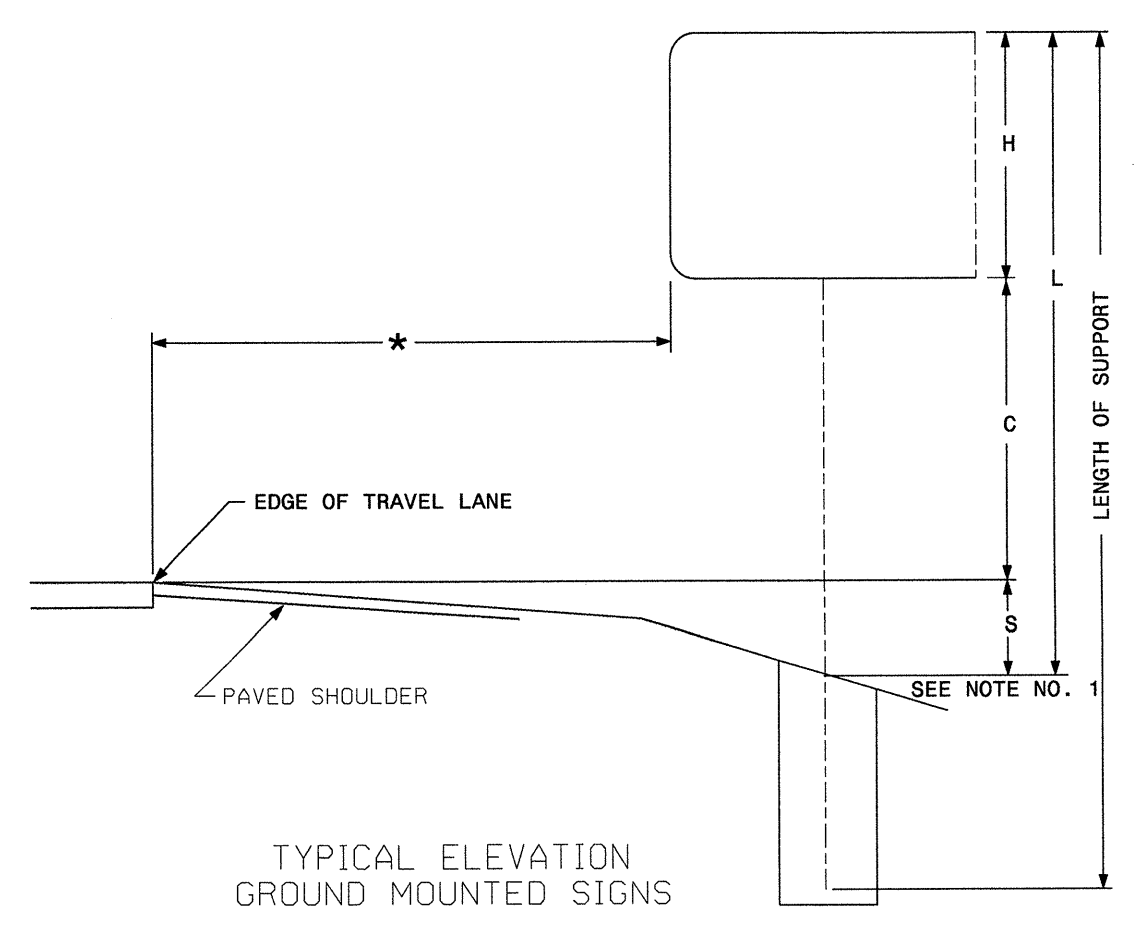 H
L
LENGTH OF SUPPORT
*
C
EDGE OF TRAVEL LANE
S
PAVED SHOULDER
SEE NOTE NO. 1
TYPICAL ELEVATION
GROUND MOUNTED SIGNS